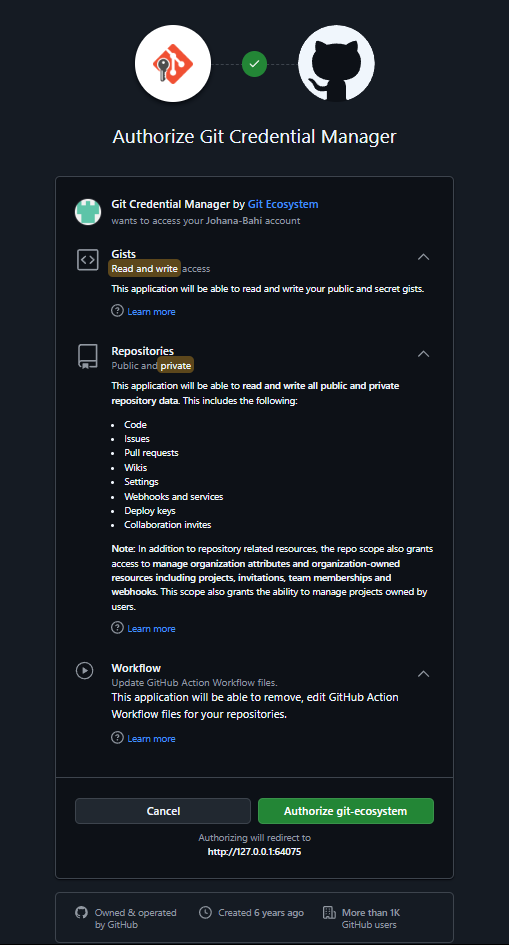 Authorize Git Credential Manager
Git Credential Manager by Git Ecosystem
wants to access your Johana-Bahi account
Gists
Read and write access
This application will be able to read and write your public and secret gists.
Learn more
Repositories
Public and private
This application will be able to read and write all public and private
repository data. This includes the following:
• Code
• Issues
• Pull requests
• Wikis
• Settings
• Webhooks and services
• Deploy keys
• Collaboration invites
Note: In addition to repository related resources, the repo scope also grants
access to manage organization attributes and organization-owned
resources including projects, invitations, team memberships and
webhooks. This scope also grants the ability to manage projects owned by
users.
Learn more
Workflow
Update GitHub Action Workflow files.
This application will be able to remove, edit GitHub Action
Workflow files for your repositories.
Learn more
Cancel
Authorize git-ecosystem
Authorizing will redirect to
http://127.0.0.1:64075
Owned & operated
by GitHub
Created 6 years ago
More than 1K
GitHub users